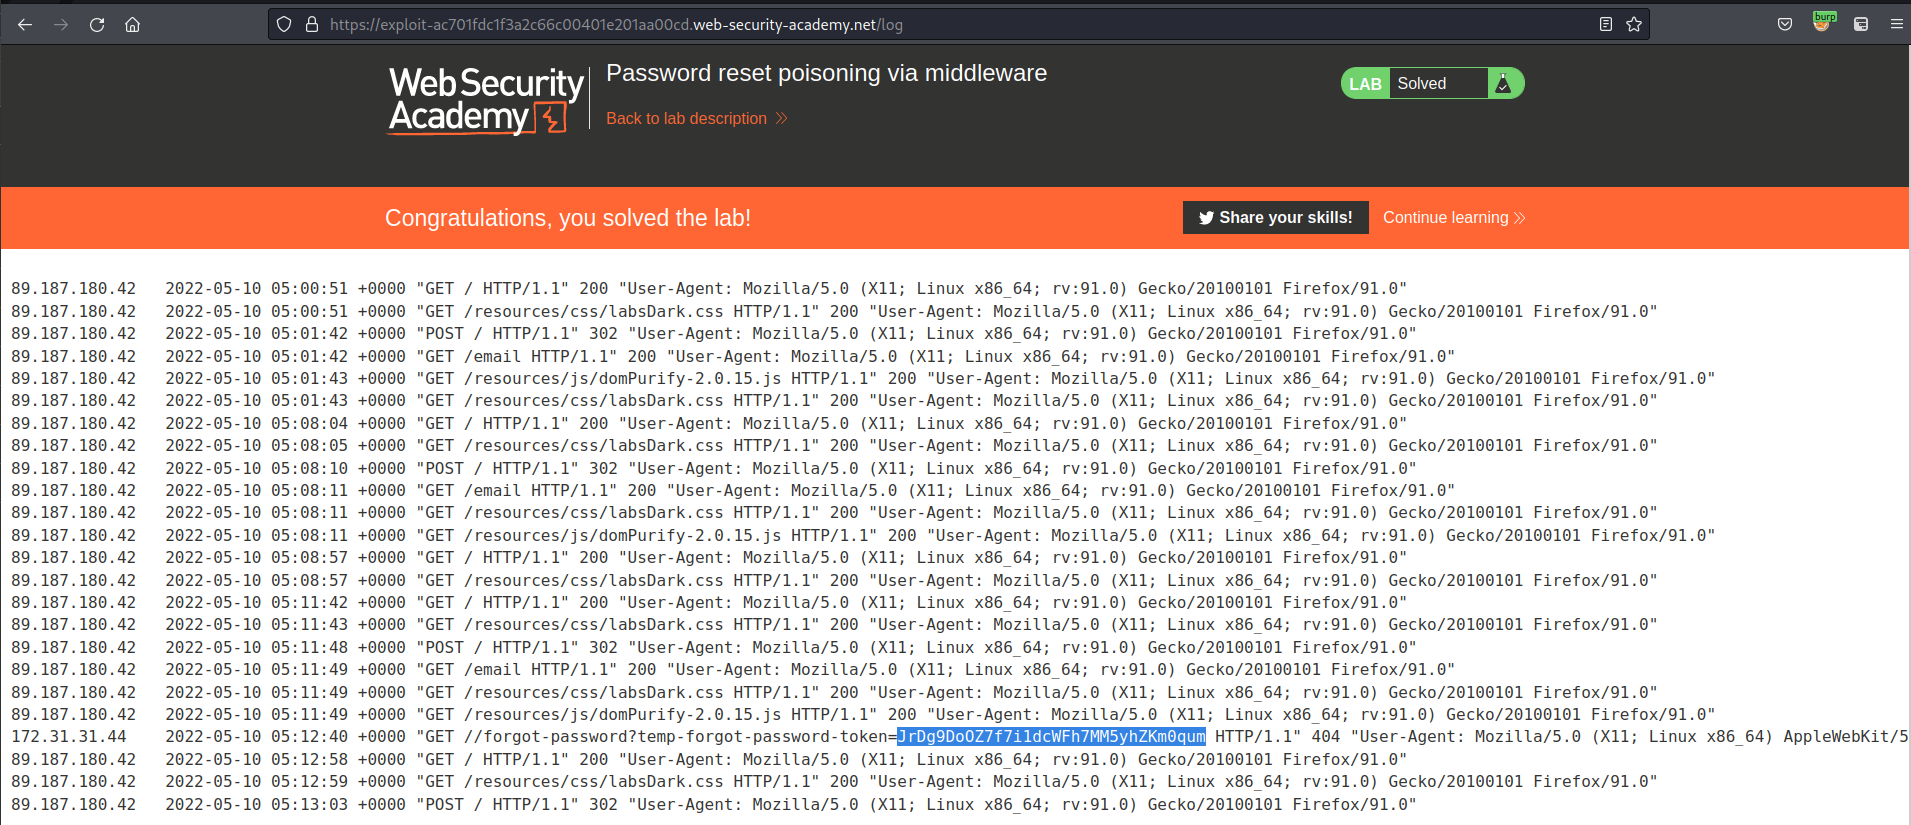 burp
https://exploit-ac701fdc1f3a2c66c00401e201aa00cd.web-security-academy.net/log
Web Security
Academy
Password reset poisoning via middleware
Back to lab description
LAB Solved
Congratulations, you solved the lab!
Share your skills!
Continue learning
89.187.180.42 2022-05-10 05:00:51 +0000 "GET / HTTP/1.1" 200 "User-Agent: Mozilla/5.0 (X11; Linux x86_64; rv:91.0) Gecko/20100101 Firefox/91.0"
89.187.180.42 2022-05-10 05:00:51 +0000 "GET /resources/css/labsDark.css HTTP/1.1" 200 "User-Agent: Mozilla/5.0 (X11; Linux x86_64; rv:91.0) Gecko/20100101 Firefox/91.0"
89.187.180.42 2022-05-10 05:01:42 +0000 "POST / HTTP/1.1" 302 "User-Agent: Mozilla/5.0 (X11; Linux x86_64; rv:91.0) Gecko/20100101 Firefox/91.0"
89.187.180.42 2022-05-10 05:01:42 +0000 "GET /email HTTP/1.1" 200 "User-Agent: Mozilla/5.0 (X11; Linux x86_64; rv:91.0) Gecko/20100101 Firefox/91.0"
89.187.180.42 2022-05-10 05:01:43 +0000 "GET /resources/js/domPurify-2.0.15.js HTTP/1.1" 200 "User-Agent: Mozilla/5.0 (X11; Linux x86_64; rv:91.0) Gecko/20100101 Firefox/91.0"
89.187.180.42 2022-05-10 05:01:43 +0000 "GET /resources/css/labsDark.css HTTP/1.1" 200 "User-Agent: Mozilla/5.0 (X11; Linux x86_64; rv:91.0) Gecko/20100101 Firefox/91.0"
89.187.180.42 2022-05-10 05:08:04 +0000 "GET / HTTP/1.1" 200 "User-Agent: Mozilla/5.0 (X11; Linux x86_64; rv:91.0) Gecko/20100101 Firefox/91.0"
89.187.180.42 2022-05-10 05:08:05 +0000 "GET /resources/css/labsDark.css HTTP/1.1" 200 "User-Agent: Mozilla/5.0 (X11; Linux x86_64; rv:91.0) Gecko/20100101 Firefox/91.0"
89.187.180.42 2022-05-10 05:08:10 +0000 "POST / HTTP/1.1" 302 "User-Agent: Mozilla/5.0 (X11; Linux x86_64; rv:91.0) Gecko/20100101 Firefox/91.0"
89.187.180.42 2022-05-10 05:08:11 +0000 "GET /email HTTP/1.1" 200 "User-Agent: Mozilla/5.0 (X11; Linux x86_64; rv:91.0) Gecko/20100101 Firefox/91.0"
89.187.180.42 2022-05-10 05:08:11 +0000 "GET /resources/css/labsDark.css HTTP/1.1" 200 "User-Agent: Mozilla/5.0 (X11; Linux x86_64; rv:91.0) Gecko/20100101 Firefox/91.0"
89.187.180.42 2022-05-10 05:08:11 +0000 "GET /resources/js/domPurify-2.0.15.js HTTP/1.1" 200 "User-Agent: Mozilla/5.0 (X11; Linux x86_64; rv:91.0) Gecko/20100101 Firefox/91.0"
89.187.180.42 2022-05-10 05:08:57 +0000 "GET / HTTP/1.1" 200 "User-Agent: Mozilla/5.0 (X11; Linux x86_64; rv:91.0) Gecko/20100101 Firefox/91.0"
89.187.180.42 2022-05-10 05:08:57 +0000 "GET /resources/css/labsDark.css HTTP/1.1" 200 "User-Agent: Mozilla/5.0 (X11; Linux x86_64; rv:91.0) Gecko/20100101 Firefox/91.0"
89.187.180.42 2022-05-10 05:11:42 +0000 "GET / HTTP/1.1" 200 "User-Agent: Mozilla/5.0 (X11; Linux x86_64; rv:91.0) Gecko/20100101 Firefox/91.0"
89.187.180.42 2022-05-10 05:11:43 +0000 "GET /resources/css/labsDark.css HTTP/1.1" 200 "User-Agent: Mozilla/5.0 (X11; Linux x86_64; rv:91.0) Gecko/20100101 Firefox/91.0"
89.187.180.42 2022-05-10 05:11:48 +0000 "POST / HTTP/1.1" 302 "User-Agent: Mozilla/5.0 (X11; Linux x86_64; rv:91.0) Gecko/20100101 Firefox/91.0"
89.187.180.42 2022-05-10 05:11:49 +0000 "GET /email HTTP/1.1" 200 "User-Agent: Mozilla/5.0 (X11; Linux x86_64; rv:91.0) Gecko/20100101 Firefox/91.0"
89.187.180.42 2022-05-10 05:11:49 +0000 "GET /resources/css/labsDark.css HTTP/1.1" 200 "User-Agent: Mozilla/5.0 (X11; Linux x86_64; rv:91.0) Gecko/20100101 Firefox/91.0"
89.187.180.42 2022-05-10 05:11:49 +0000 "GET /resources/js/domPurify-2.0.15.js HTTP/1.1" 200 "User-Agent: Mozilla/5.0 (X11; Linux x86_64; rv:91.0) Gecko/20100101 Firefox/91.0"
172.31.31.44 2022-05-10 05:12:40 +0000 "GET //forgot-password?temp-forgot-password-token=JrDg9DoOZ7f7i1dcWFh7MM5yhZKm0qum HTTP/1.1" 404 "User-Agent: Mozilla/5.0 (X11; Linux x86_64) AppleWebKit/5
89.187.180.42 2022-05-10 05:12:58 +0000 "GET / HTTP/1.1" 200 "User-Agent: Mozilla/5.0 (X11; Linux x86_64; rv:91.0) Gecko/20100101 Firefox/91.0"
89.187.180.42 2022-05-10 05:12:59 +0000 "GET /resources/css/labsDark.css HTTP/1.1" 200 "User-Agent: Mozilla/5.0 (X11; Linux x86_64; rv:91.0) Gecko/20100101 Firefox/91.0"
89.187.180.42 2022-05-10 05:13:03 +0000 "POST / HTTP/1.1" 302 "User-Agent: Mozilla/5.0 (X11; Linux x86_64; rv:91.0) Gecko/20100101 Firefox/91.0"